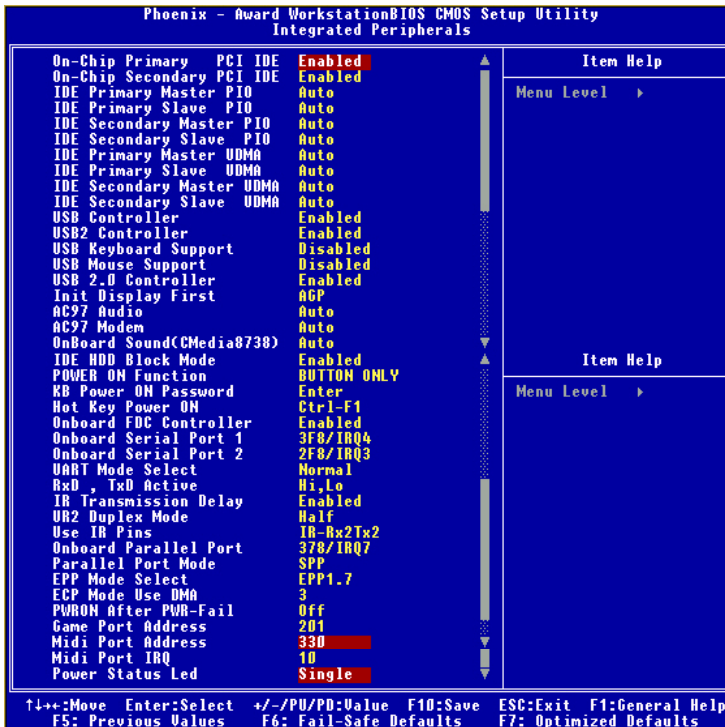 Phoenix - Award WorkstationBIOS CMOS Setup Utility
Integrated Peripherals
On-Chip Primary PCI IDE Enabled
On-Chip Secondary PCI IDE Enabled
IDE Primary Master PIO Auto
IDE Primary Slave PIO Auto
IDE Secondary Master PIO Auto
IDE Secondary Slave PIO Auto
IDE Primary Master UDMA Auto
IDE Primary Slave UDMA Auto
IDE Secondary Master UDMA Auto
IDE Secondary Slave UDMA Auto
USB Controller Enabled
USB2 Controller Enabled
USB Keyboard Support Disabled
USB Mouse Support Disabled
USB 2.0 Controller Enabled
Init Display First AGP
AC97 Audio Auto
AC97 Modem Auto
OnBoard Sound(CMedia8738) Auto
Item Help
Menu Level ▸
IDE HDD Block Mode Enabled
POWER ON Function BUTTON ONLY
KB Power ON Password Enter
Hot Key Power ON Ctrl-F1
Onboard FDC Controller Enabled
Onboard Serial Port 1 3F8/IRQ4
Onboard Serial Port 2 2F8/IRQ3
UART Mode Select Normal
RxD , TxD Active Hi,Lo
IR Transmission Delay Enabled
UR2 Duplex Mode Half
Use IR Pins IR-Rx2Tx2
Onboard Parallel Port 378/IRQ7
Parallel Port Mode SPP
EPP Mode Select EPP1.7
ECP Mode Use DMA 3
PWRON After PWR-Fail Off
Game Port Address 201
Midi Port Address 330
Midi Port IRQ 10
Power Status Led Single
Item Help
Menu Level ▸
↑↓→←:Move Enter:Select +/-/PU/PD:Value F10:Save ESC:Exit F1:General Help
F5: Previous Values F6: Fail-Safe Defaults F7: Optimized Defaults